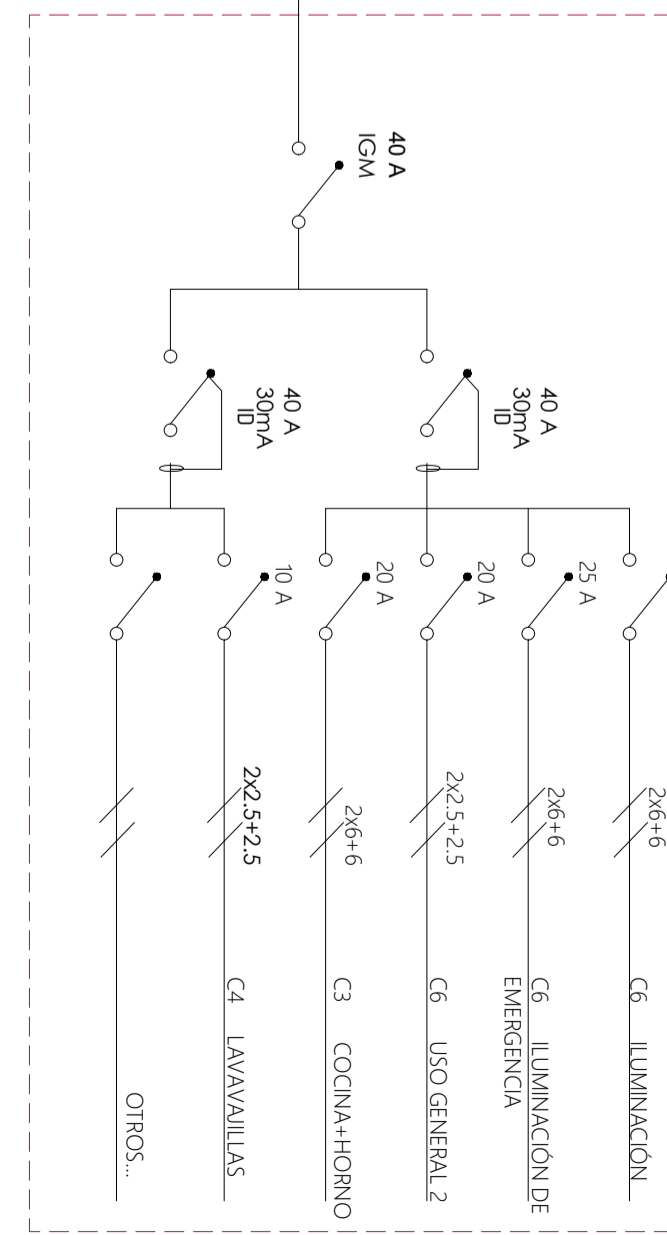 40 A
IGM
40 A
30mA
ID
40 A
30mA
ID
10 A
20 A
20 A
25 A
2x2.5+2.5
2x6+6
2x2.5+2.5
2x6+6
2x6+6
OTROS...
C4 LAVAVAJILLAS
C3 COCINA+HORNO
C6 USO GENERAL 2
C6 ILUMINACIÓN DE
EMERGENCIA
C6 ILUMINACIÓN